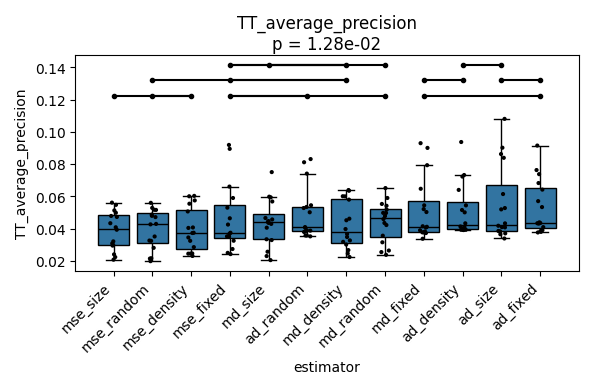 TT_average_precision
p = 1.28e-02
TT_average_precision
0.14
0.12
0.10
0.08
0.06
0.04
0.02
mse_size
mse_random
mse_density
mse_fixed
md_size
ad_random
md_density
md_random
md_fixed
ad_density
ad_size
ad_fixed
estimator